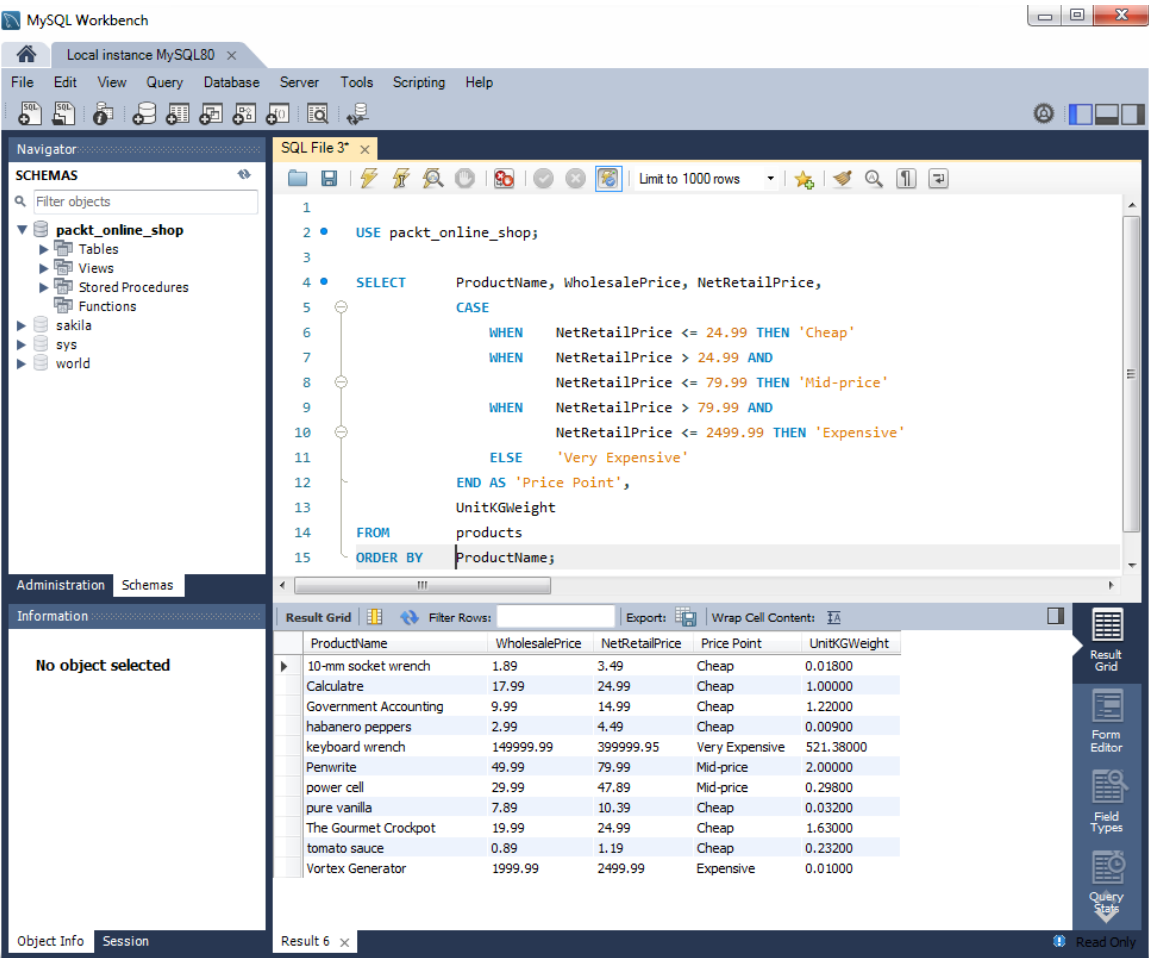 MySQL Workbench
Local instance MySQL80
File Edit View Query Database Server Tools Scripting Help
Navigator
SCHEMAS
Filter objects
packt_online_shop
Tables
Views
Stored Procedures
Functions
sakila
sys
world
Administration Schemas
Information
No object selected
Object Info Session
SQL File 3*
Limit to 1000 rows
1
2 USE packt_online_shop;
3
4 SELECT ProductName, WholesalePrice, NetRetailPrice,
5 CASE
6 WHEN NetRetailPrice <= 24.99 THEN 'Cheap'
7 WHEN NetRetailPrice > 24.99 AND
8 NetRetailPrice <= 79.99 THEN 'Mid-price'
9 WHEN NetRetailPrice > 79.99 AND
10 NetRetailPrice <= 2499.99 THEN 'Expensive'
11 ELSE 'Very Expensive'
12 END AS 'Price Point',
13 UnitKGWeight
14 FROM products
15 ORDER BY ProductName;
Result Grid Filter Rows: Export: Wrap Cell Content:
ProductName WholesalePrice NetRetailPrice Price Point UnitKGWeight
10-mm socket wrench 1.89 3.49 Cheap 0.01800
Calculatre 17.99 24.99 Cheap 1.00000
Government Accounting 9.99 14.99 Cheap 1.22000
habanero peppers 2.99 4.49 Cheap 0.00900
keyboard wrench 149999.99 399999.95 Very Expensive 521.38000
Penwrite 49.99 79.99 Mid-price 2.00000
power cell 29.99 47.89 Mid-price 0.29800
pure vanilla 7.89 10.39 Cheap 0.03200
The Gourmet Crockpot 19.99 24.99 Cheap 1.63000
tomato sauce 0.89 1.19 Cheap 0.23200
Vortex Generator 1999.99 2499.99 Expensive 0.01000
Result Grid
Form Editor
Field Types
Query Stats
Result 6
Read Only